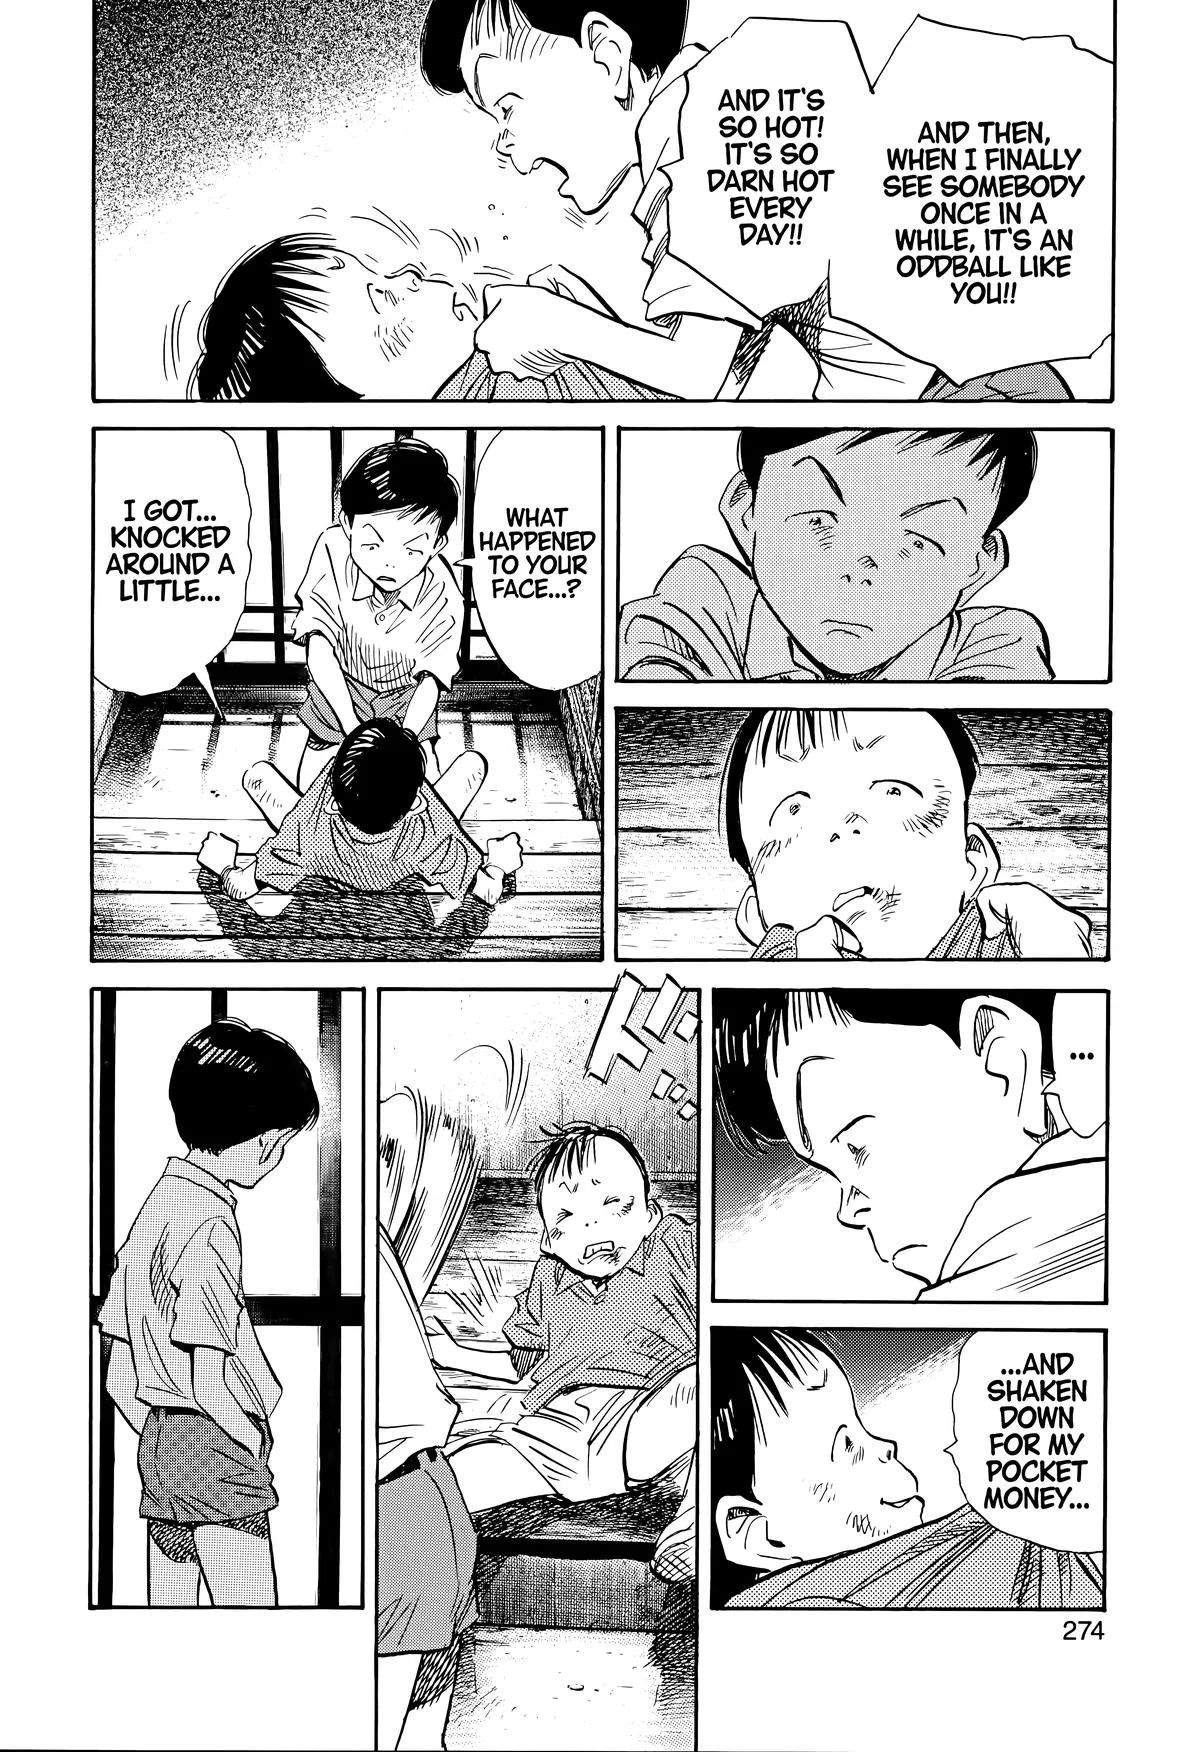 AND THEN,
WHEN I FINALLY
SEE SOMEBODY
ONCE IN A
WHILE, IT'S AN
ODDBALL LIKE
YOU!!
AND IT'S
SO HOT!
IT'S SO
DARN HOT
EVERY
DAY!!
WHAT
HAPPENED
TO YOUR
FACE...?
I GOT...
KNOCKED
AROUND A
LITTLE...
...
...AND
SHAKEN
DOWN
FOR MY
POCKET
MONEY...
ドン
274